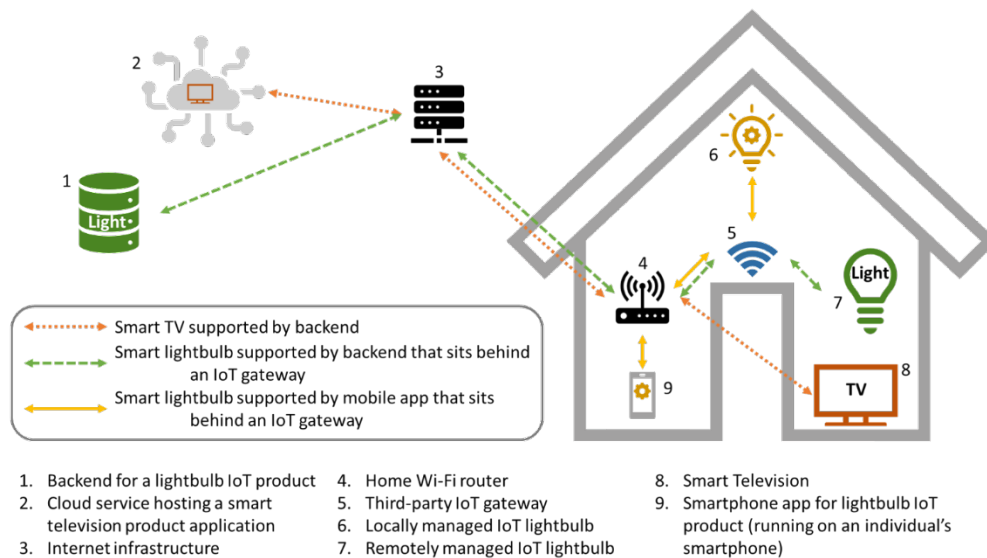 2
3
1
Light
6
5
4
Light
7
8
TV
9
Smart TV supported by backend
Smart lightbulb supported by backend that sits behind
an IoT gateway
Smart lightbulb supported by mobile app that sits
behind an IoT gateway
1. Backend for a lightbulb IoT product
2. Cloud service hosting a smart
television product application
3. Internet infrastructure
4. Home Wi-Fi router
5. Third-party IoT gateway
6. Locally managed IoT lightbulb
7. Remotely managed IoT lightbulb
8. Smart Television
9. Smartphone app for lightbulb IoT
product (running on an individual's
smartphone)